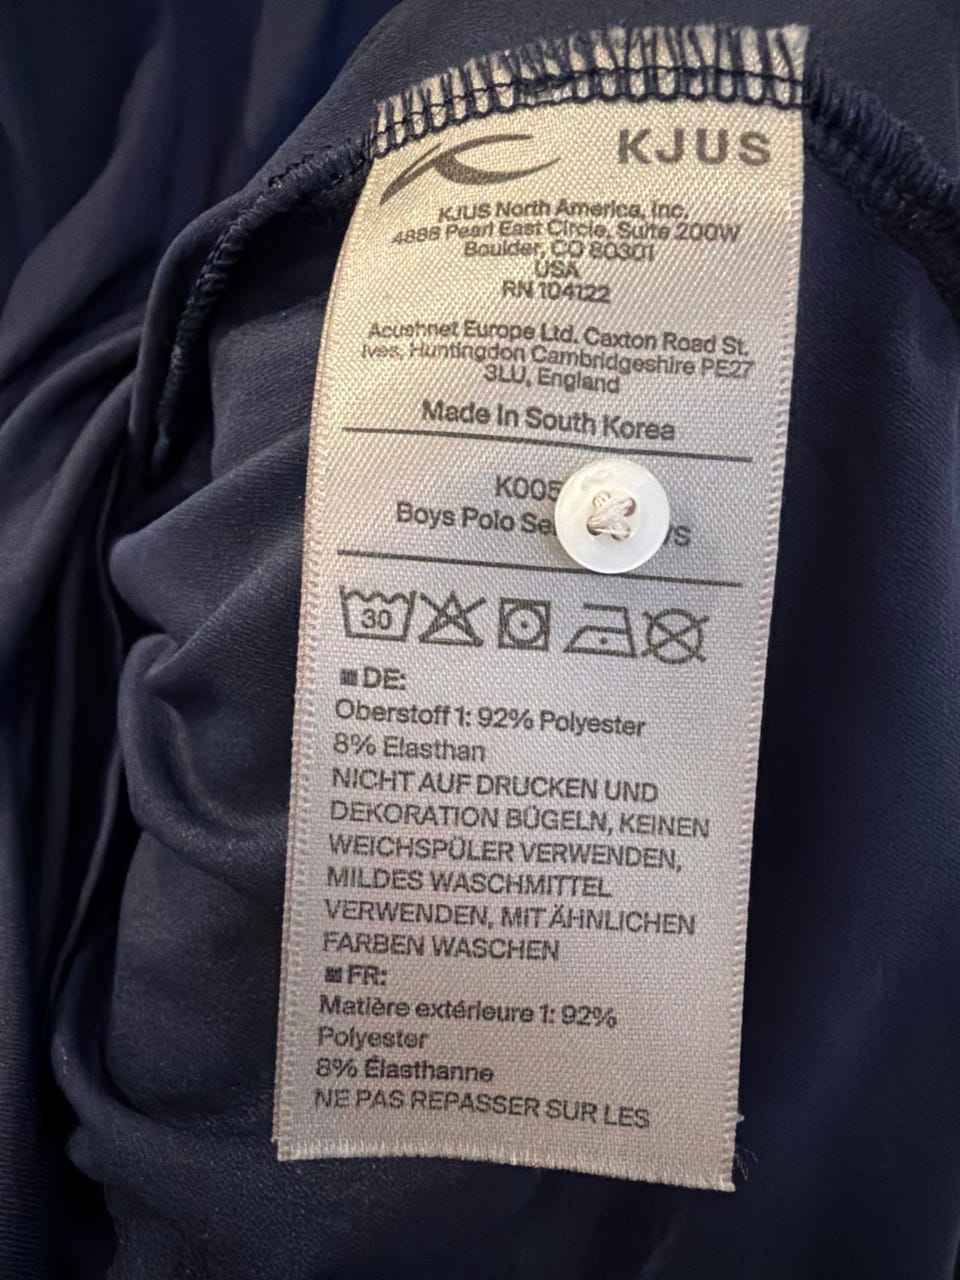 KJUS
KJUS North America, Inc.
4888 Pearl East Circle, Suite 200W
Boulder, CO 80301
USA
RN 104122
Acushnet Europe Ltd. Caxton Road St.
Ives, Huntingdon Cambridgeshire PE27
3LU, England
Made In South Korea
Boys Polo
30
DE:
Oberstoff 1: 92% Polyester
8% Elasthan
NICHT AUF DRUCKEN UND
DEKORATION BÜGELN, KEINEN
WEICHSPÜLER VERWENDEN,
MILDES WASCHMITTEL
VERWENDEN, MIT ÄHNLICHEN
FARBEN WASCHEN
FR:
Matière extérieure 1: 92%
Polyester
8% Élasthanne
NE PAS REPASSER SUR LES